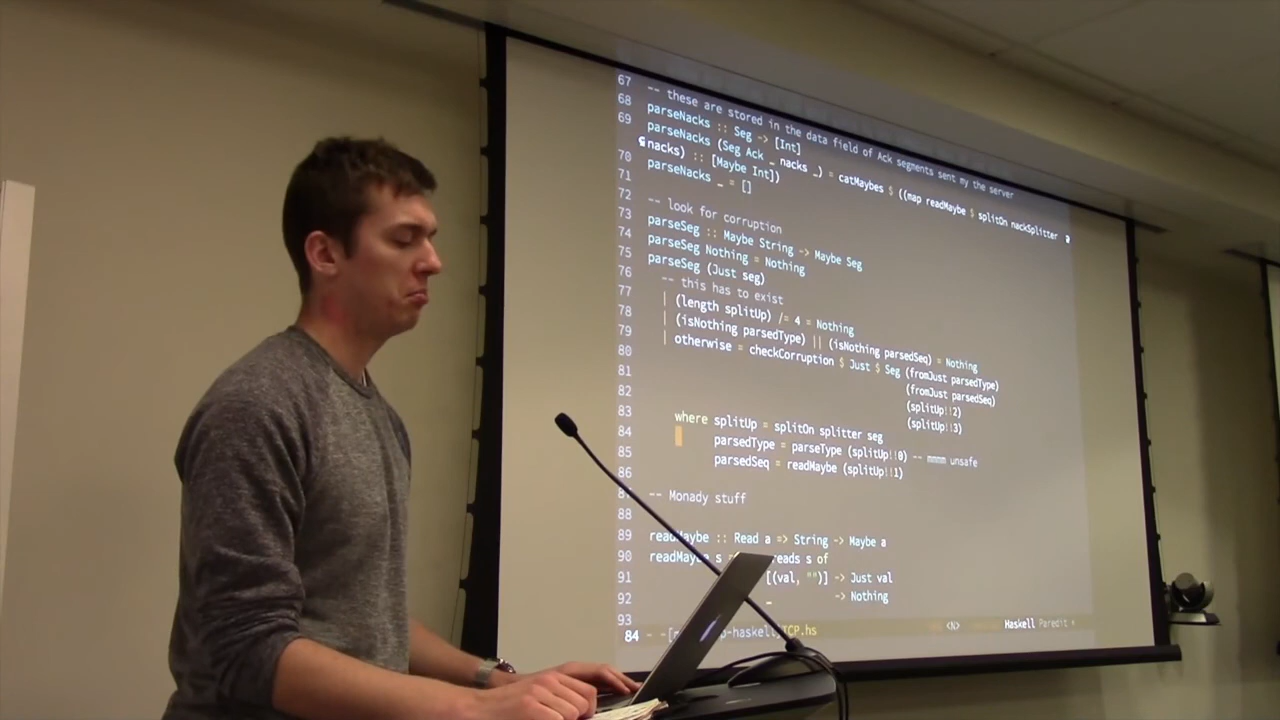 67
68 -- these are stored in the data field of Ack segments sent my the server
69 parseNacks :: Seg -> [Int]
parseNacks (Seg Ack _ nacks _) = catMaybes $ ((map readMaybe $ splitOn nackSplitter
nacks) :: [Maybe Int])
70 parseNacks _ = []
71
72 -- look for corruption
73 parseSeg :: Maybe String -> Maybe Seg
74 parseSeg Nothing = Nothing
75 parseSeg (Just seg)
76 -- this has to exist
77 | (length splitUp) /= 4 = Nothing
78 | (isNothing parsedType) || (isNothing parsedSeq) = Nothing
79 | otherwise = checkCorruption $ Just $ Seg (fromJust parsedType)
80 (fromJust parsedSeq)
81 (splitUp!!2)
82 (splitUp!!3)
83 where splitUp = splitOn splitter seg
84 parsedType = parseType (splitUp!!0) -- mmmm unsafe
85 parsedSeq = readMaybe (splitUp!!1)
86
87 -- Monady stuff
88
89 readMaybe :: Read a => String -> Maybe a
90 readMaybe s reads s of
91 [(val, "")] -> Just val
92 _ -> Nothing
93
84 p-haskell/TCP.hs <N> Haskell Paredit